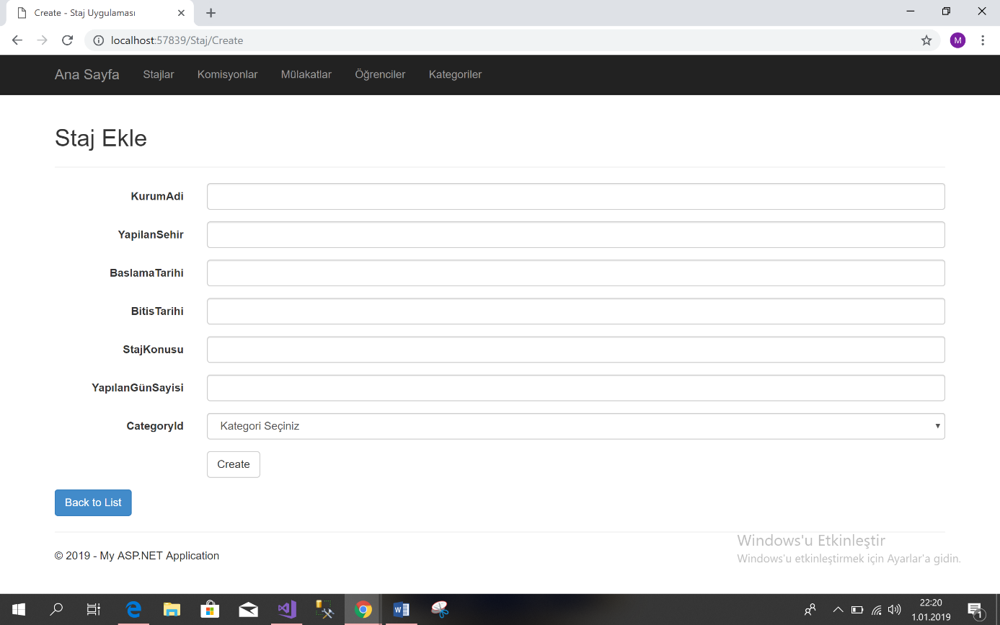 Create - Staj Uygulaması
localhost:57839/Staj/Create
M
Ana Sayfa Stajlar Komisyonlar Mülakatlar Öğrenciler Kategoriler
Staj Ekle
KurumAdi
YapilanSehir
BaslamaTarihi
BitisTarihi
StajKonusu
YapılanGünSayisi
CategoryId Kategori Seçiniz
Create
Back to List
Windows'u Etkinleştir
© 2019 - My ASP.NET Application
Windows'u etkinleştirmek için Ayarlar'a gidin.
22:20
1.01.2019
1